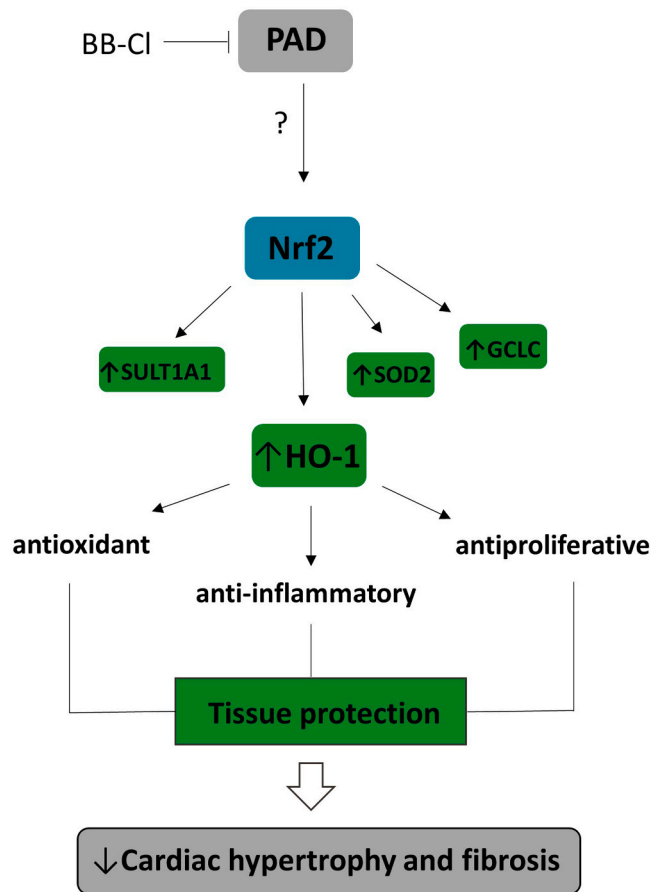 BB-Cl
PAD
?
Nrf2
↑SULT1A1
↑SOD2
↑GCLC
↑HO-1
antioxidant
anti-inflammatory
antiproliferative
Tissue protection
↓Cardiac hypertrophy and fibrosis